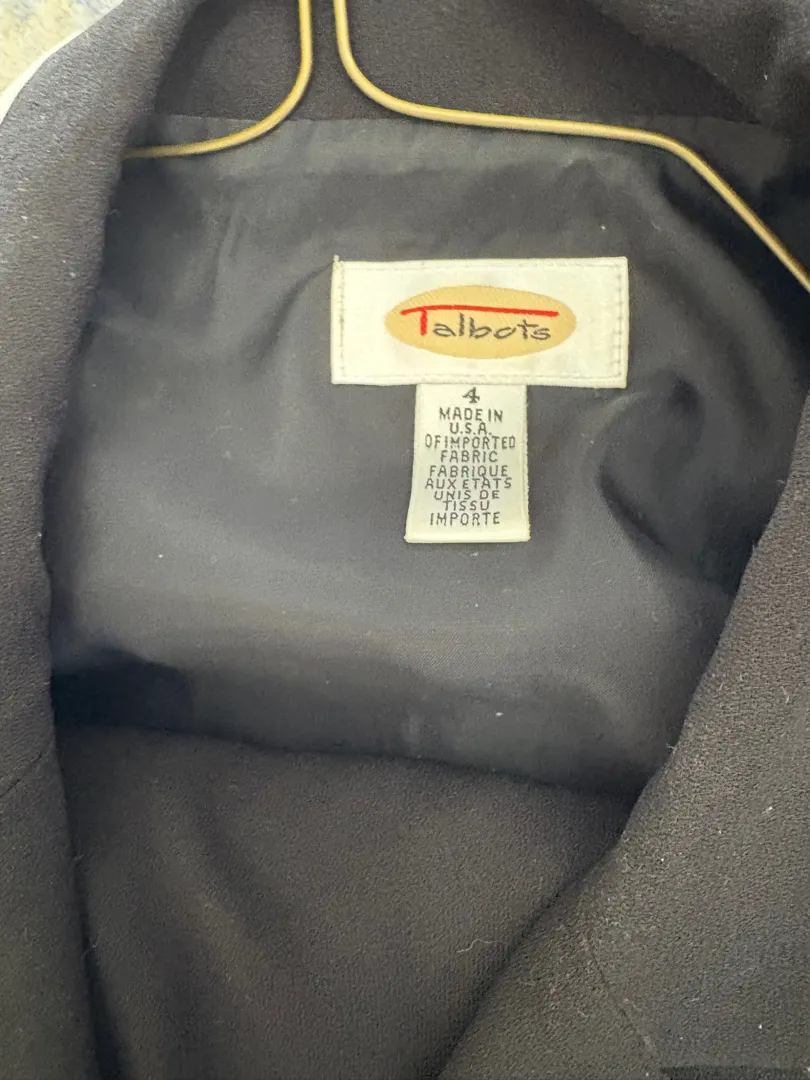 Talbots
4
MADE IN
U.S.A.
OF IMPORTED
FABRIC
FABRIQUE
AUX ETATS
UNIS DE
TISSU
IMPORTE